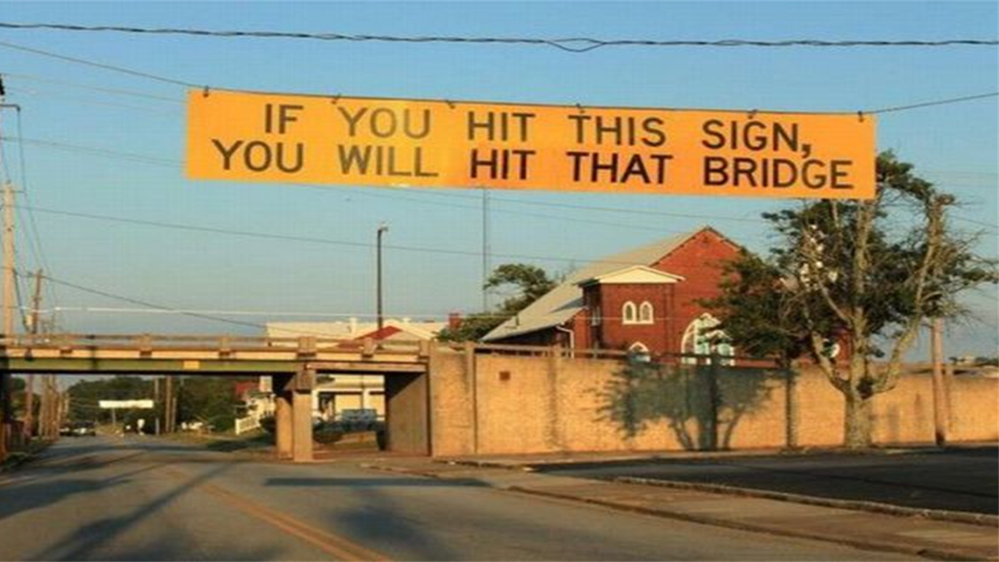 IF YOU HIT THIS SIGN,
YOU WILL HIT THAT BRIDGE